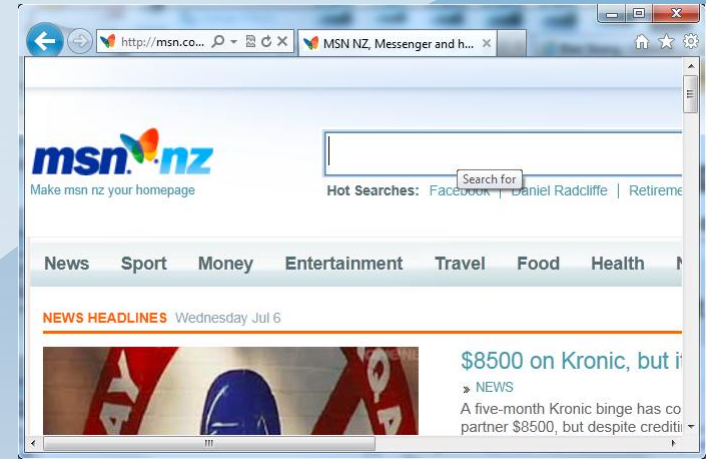 http://msn.co...
MSN NZ, Messenger and h...
msn nz
Make msn nz your homepage
Search for
Hot Searches: Facebook | Daniel Radcliffe | Retireme
News Sport Money Entertainment Travel Food Health
NEWS HEADLINES Wednesday Jul 6
$8500 on Kronic, but it
» NEWS
A five-month Kronic binge has co
partner $8500, but despite crediti